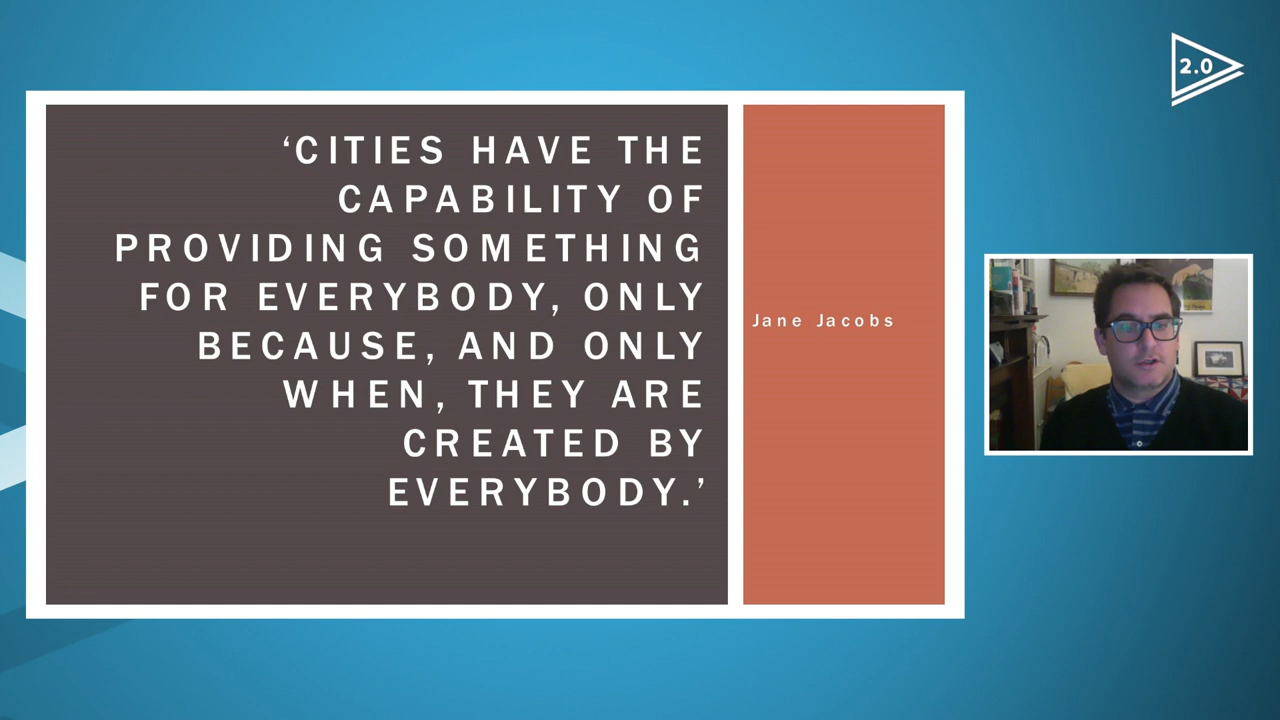 ‘CITIES HAVE THE
CAPABILITY OF
PROVIDING SOMETHING
FOR EVERYBODY, ONLY
BECAUSE, AND ONLY
WHEN, THEY ARE
CREATED BY
EVERYBODY.’
Jane Jacobs
2.0